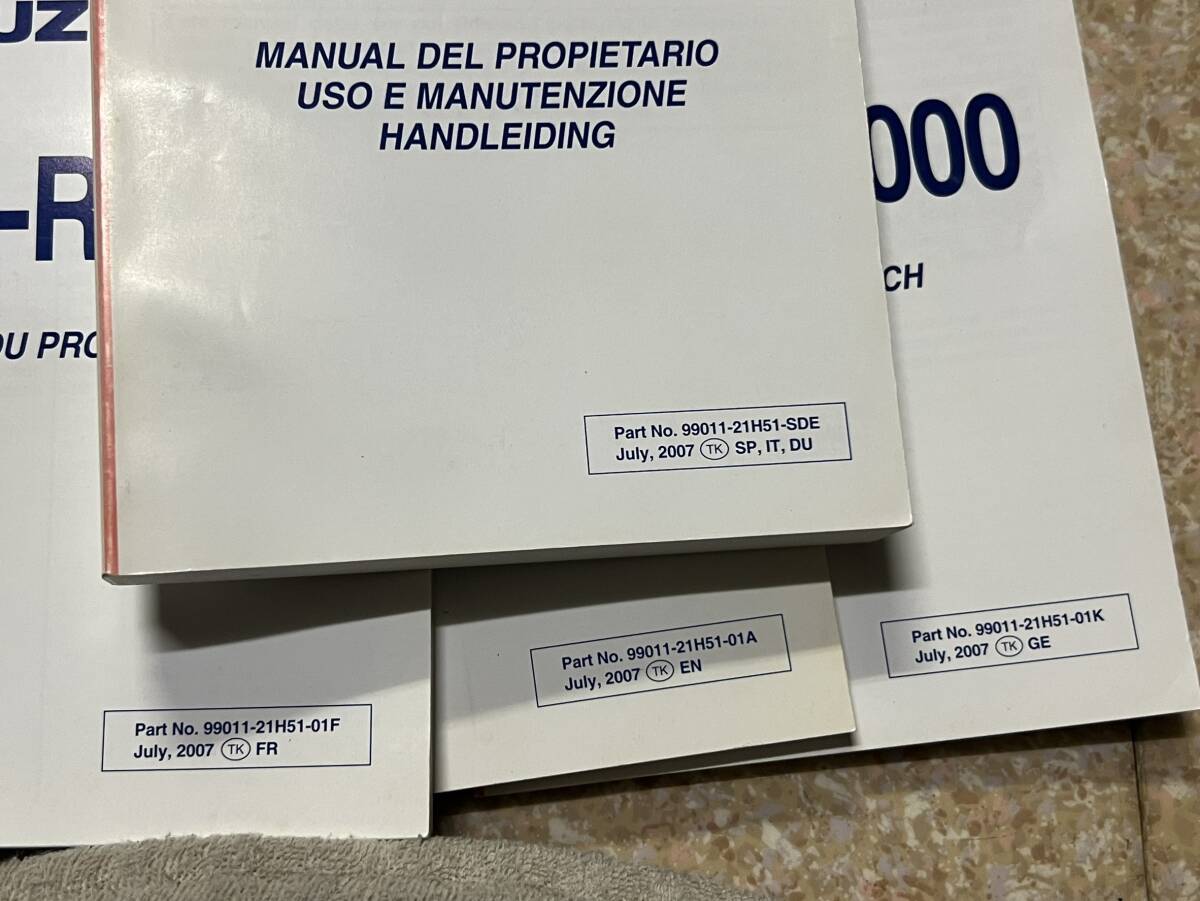 UZ
-R
DU PRO
MANUAL DEL PROPIETARIO
USO E MANUTENZIONE
HANDLEIDING
Part No. 99011-21H51-SDE
July, 2007 TK SP, IT, DU
000
CH
Part No. 99011-21H51-01F
July, 2007 TK FR
Part No. 99011-21H51-01A
July, 2007 TK EN
Part No. 99011-21H51-01K
July, 2007 TK GE